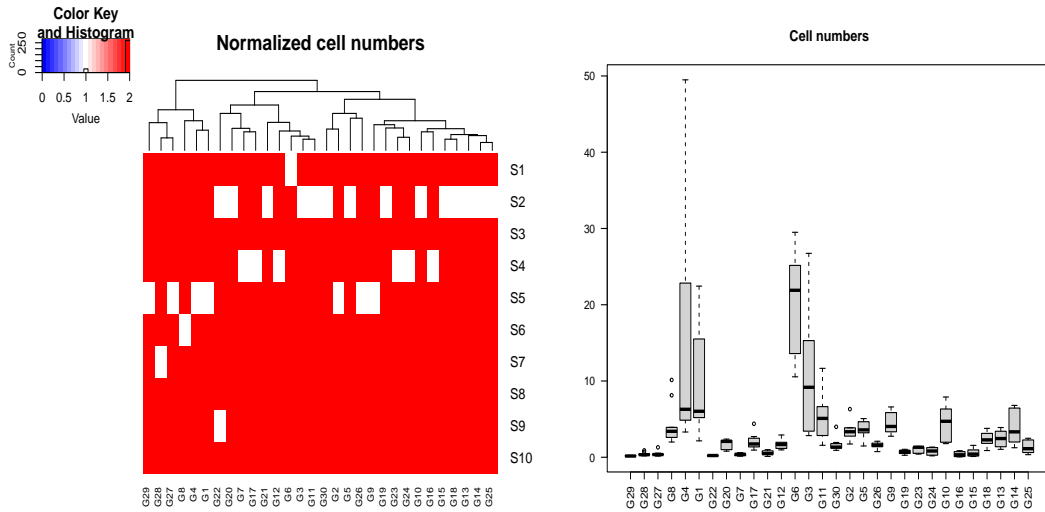 Color Key
and Histogram
Count
0
250
0 0.5 1 1.5 2
Value
Normalized cell numbers
S1
S2
S3
S4
S5
S6
S7
S8
S9
S10
G29 G28 G27 G8 G4 G1 G22 G20 G7 G17 G21 G12 G6 G3 G11 G30 G2 G5 G26 G9 G19 G23 G24 G10 G16 G15 G18 G13 G14 G25
Cell numbers
50
40
30
20
10
0
G29 G28 G27 G8 G4 G1 G22 G20 G7 G17 G21 G12 G6 G3 G11 G30 G2 G5 G26 G9 G19 G23 G24 G10 G16 G15 G18 G13 G14 G25